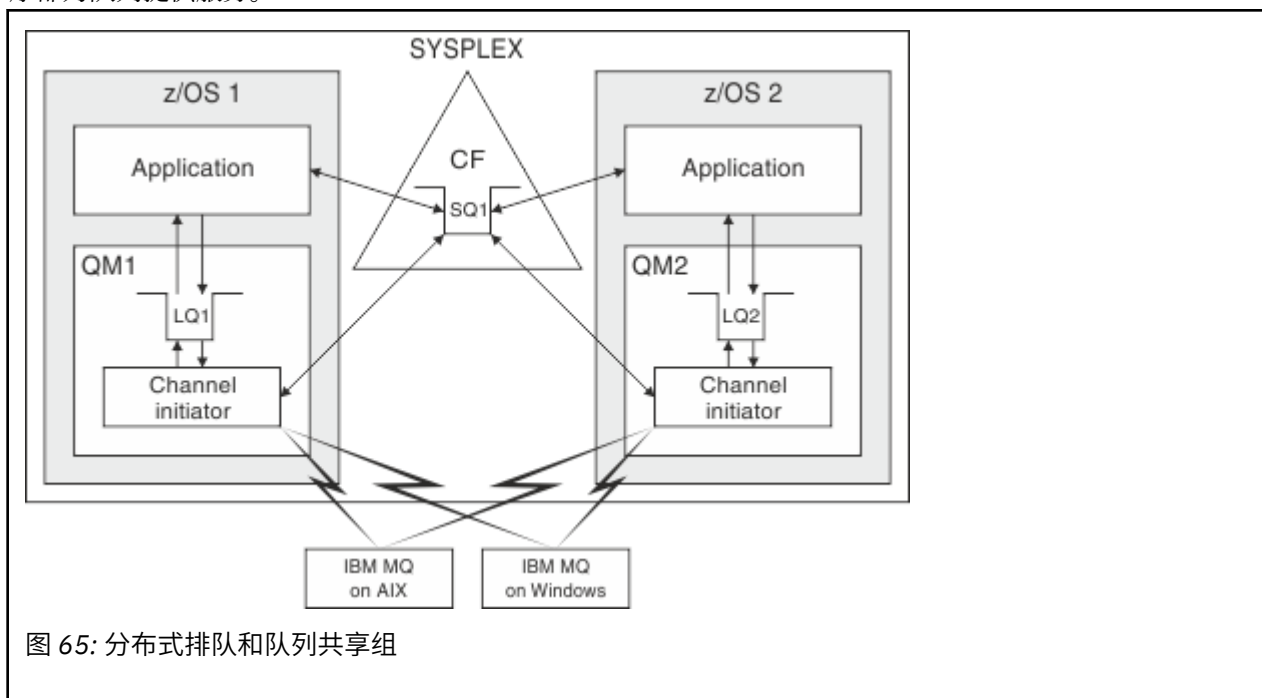 SYSPLEX
z/OS 1
Application
QM1
LQ1
Channel
initiator
CF
SQ1
z/OS 2
Application
QM2
LQ2
Channel
initiator
IBM MQ
on AIX
IBM MQ
on Windows
图 65: 分布式排队和队列共享组